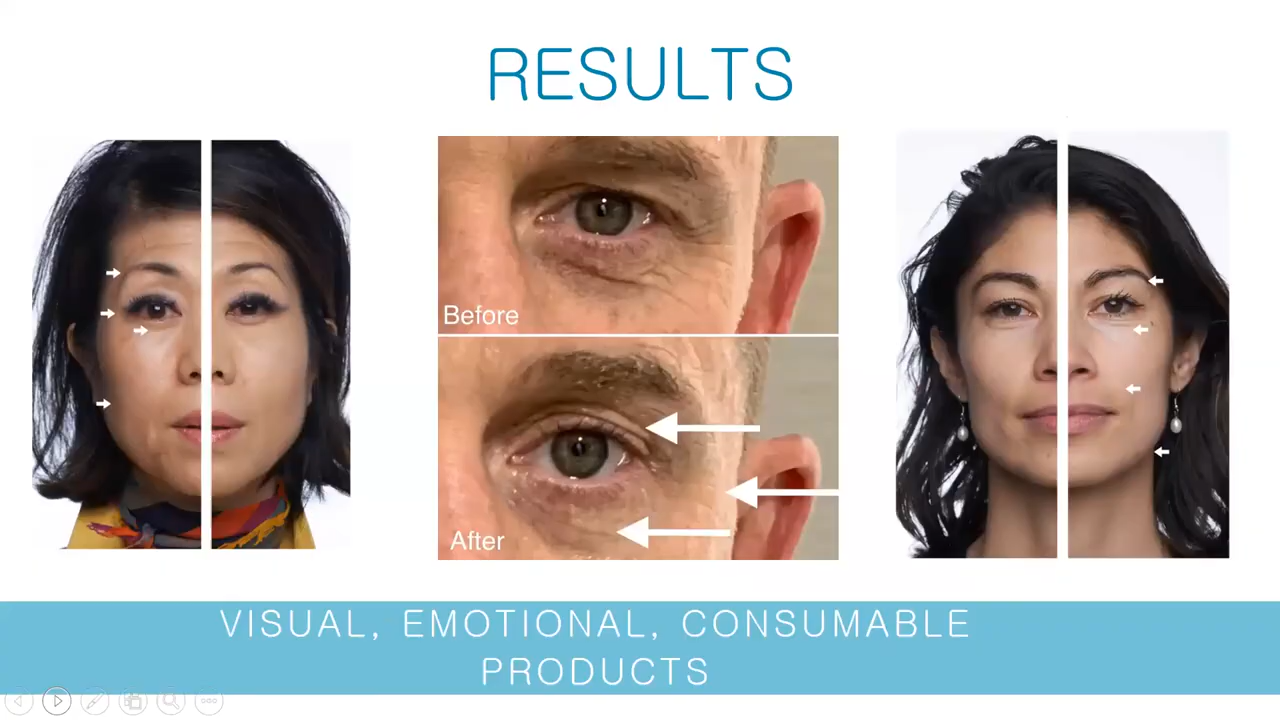 RESULTS
Before
After
VISUAL, EMOTIONAL, CONSUMABLE
PRODUCTS